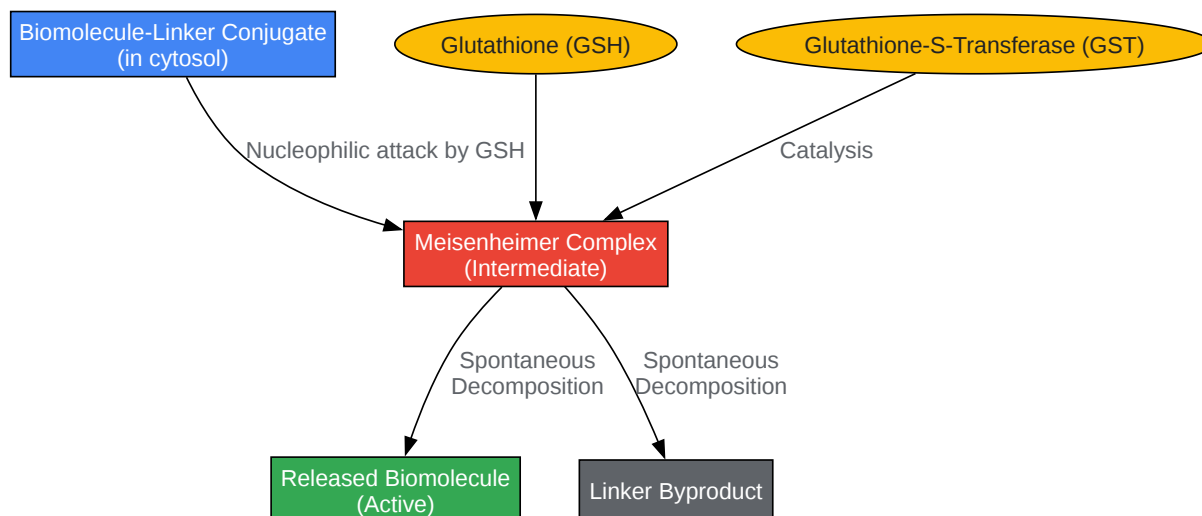 Biomolecule-Linker Conjugate
(in cytosol)
Glutathione (GSH)
Glutathione-S-Transferase (GST)
Nucleophilic attack by GSH
Catalysis
Meisenheimer Complex
(Intermediate)
Spontaneous
Decomposition
Spontaneous
Decomposition
Released Biomolecule
(Active)
Linker Byproduct